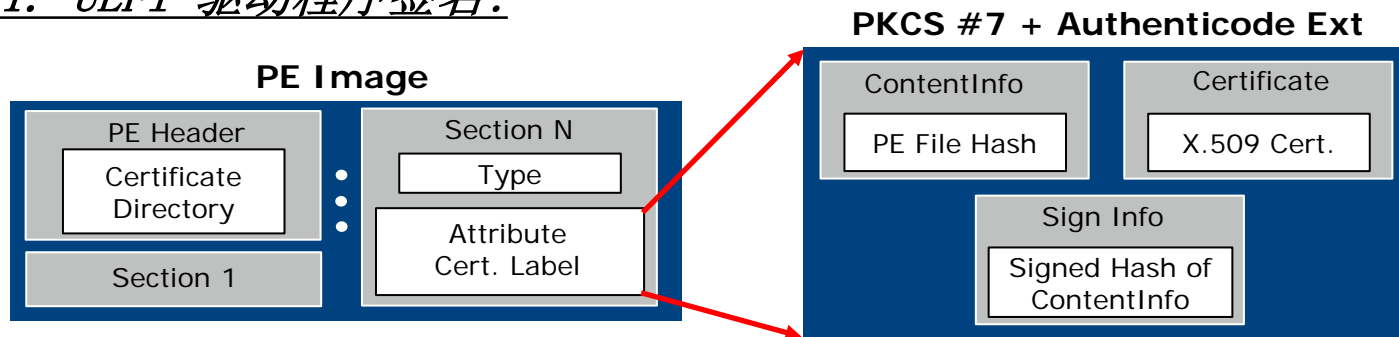 1. UEFI 驱动程序签名:
PKCS #7 + Authenticode Ext
PE Image
PE Header
Certificate
Directory
Section 1
Section N
Type
Attribute
Cert. Label
ContentInfo
PE File Hash
Certificate
X.509 Cert.
Sign Info
Signed Hash of
ContentInfo